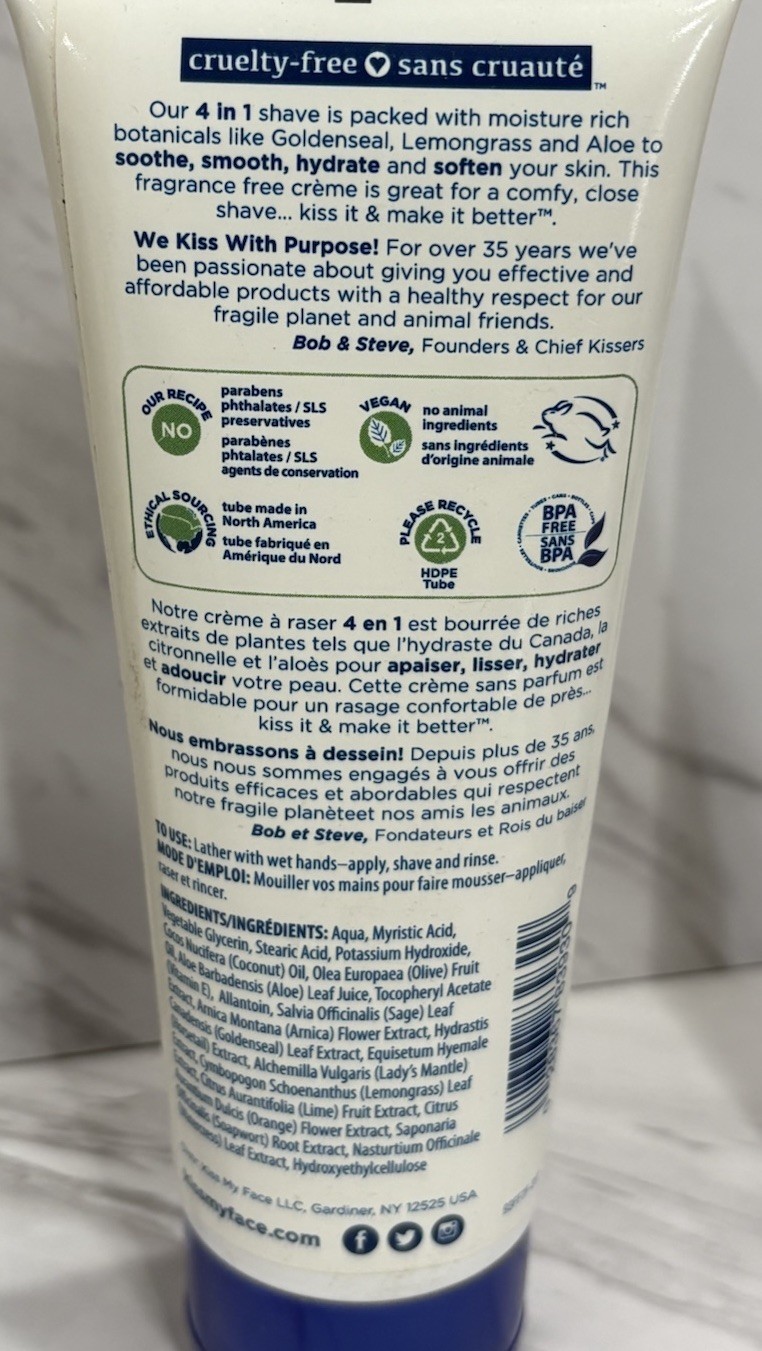 cruelty-free sans cruauté™
Our 4 in 1 shave is packed with moisture rich
botanicals like Goldenseal, Lemongrass and Aloe to
soothe, smooth, hydrate and soften your skin. This
fragrance free crème is great for a comfy, close
shave... kiss it & make it better™.
We Kiss With Purpose! For over 35 years we've
been passionate about giving you effective and
affordable products with a healthy respect for our
fragile planet and animal friends.
Bob & Steve, Founders & Chief Kissers
OUR RECIPE
NO
parabens
phthalates / SLS
preservatives
parabènes
phtalates / SLS
agents de conservation
VEGAN
no animal
ingredients
sans ingrédients
d'origine animale
ETHICAL SOURCING
tube made in
North America
tube fabriqué en
Amérique du Nord
PLEASE RECYCLE
2
HDPE
Tube
BPA
FREE
SANS
BPA
Notre crème à raser 4 en 1 est bourrée de riches
extraits de plantes tels que l'hydraste du Canada, la
citronnelle et l'aloès pour apaiser, lisser, hydrater
et adoucir votre peau. Cette crème sans parfum est
formidable pour un rasage confortable de près...
kiss it & make it better™.
Nous embrassons à dessein! Depuis plus de 35 ans,
nous nous sommes engagés à vous offrir des
produits efficaces et abordables qui respectent
notre fragile planèteet nos amis les animaux.
Bob et Steve, Fondateurs et Rois du baiser
TO USE: Lather with wet hands–apply, shave and rinse.
MODE D'EMPLOI: Mouiller vos mains pour faire mousser–appliquer,
raser et rincer.
INGREDIENTS/INGRÉDIENTS: Aqua, Myristic Acid,
Vegetable Glycerin, Stearic Acid, Potassium Hydroxide,
Cocos Nucifera (Coconut) Oil, Olea Europaea (Olive) Fruit
Oil, Aloe Barbadensis (Aloe) Leaf Juice, Tocopheryl Acetate
(Vitamin E), Allantoin, Salvia Officinalis (Sage) Leaf
Extract, Arnica Montana (Arnica) Flower Extract, Hydrastis
Canadensis (Goldenseal) Leaf Extract, Equisetum Hyemale
(Horsetail) Extract, Alchemilla Vulgaris (Lady's Mantle)
Extract, Cymbopogon Schoenanthus (Lemongrass) Leaf
Extract, Citrus Aurantifolia (Lime) Fruit Extract, Citrus
Dulcis (Orange) Flower Extract, Saponaria
Officinalis (Soapwort) Root Extract, Nasturtium Officinale
Leaf Extract, Hydroxyethylcellulose
Kiss My Face LLC, Gardiner, NY 12525 USA
kissmyface.com